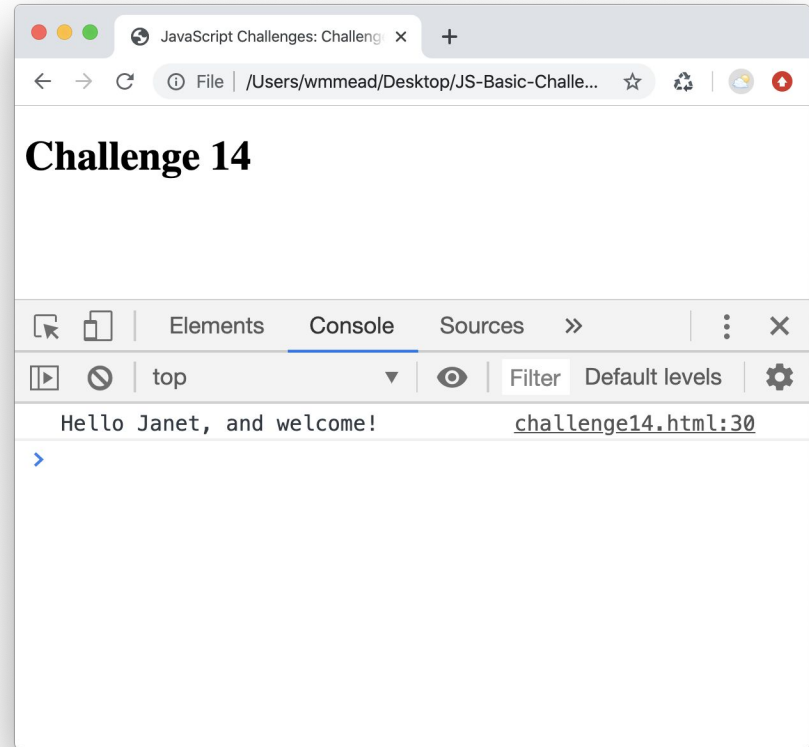 JavaScript Challenges: Challeng
File | /Users/wmmead/Desktop/JS-Basic-Challe...
Challenge 14
Elements Console Sources »
top Filter Default levels
Hello Janet, and welcome! challenge14.html:30
>